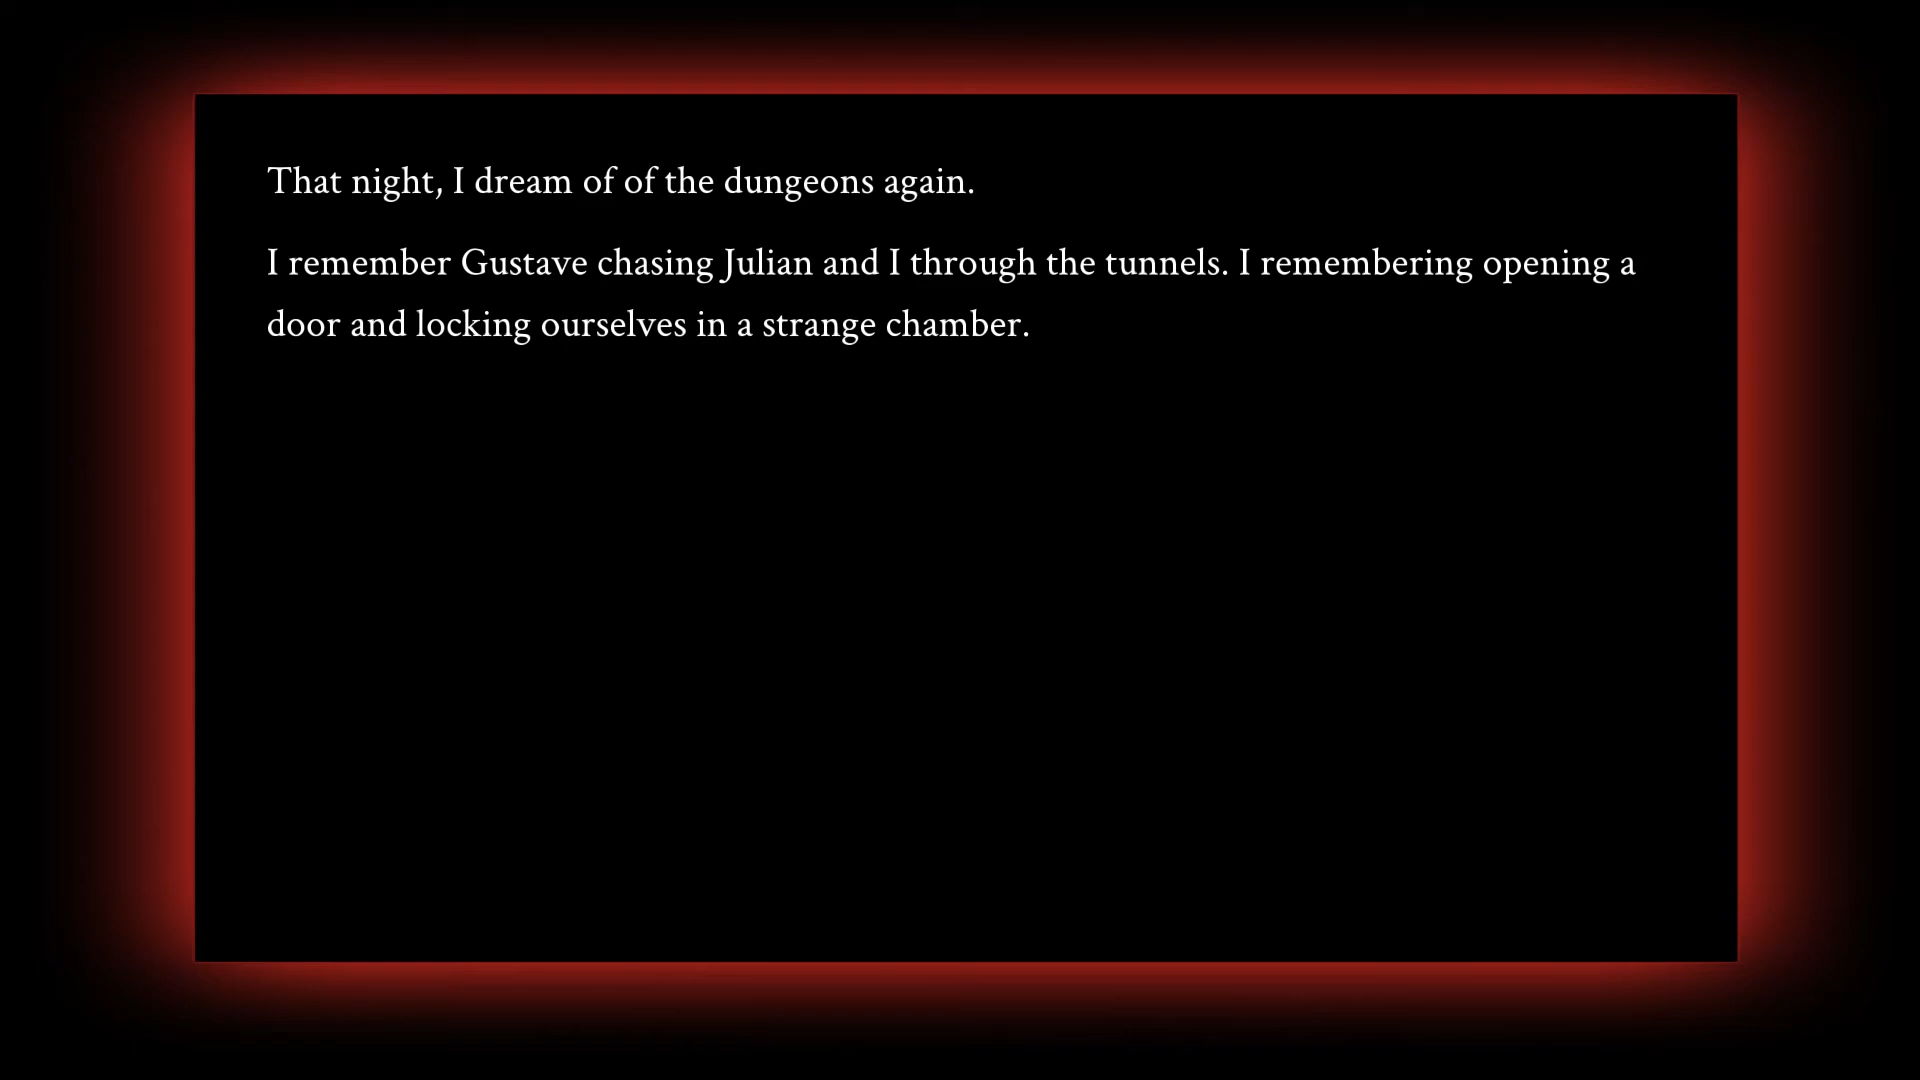 That night, I dream of of the dungeons again.
I remember Gustave chasing Julian and I through the tunnels. I remembering opening a
door and locking ourselves in a strange chamber.